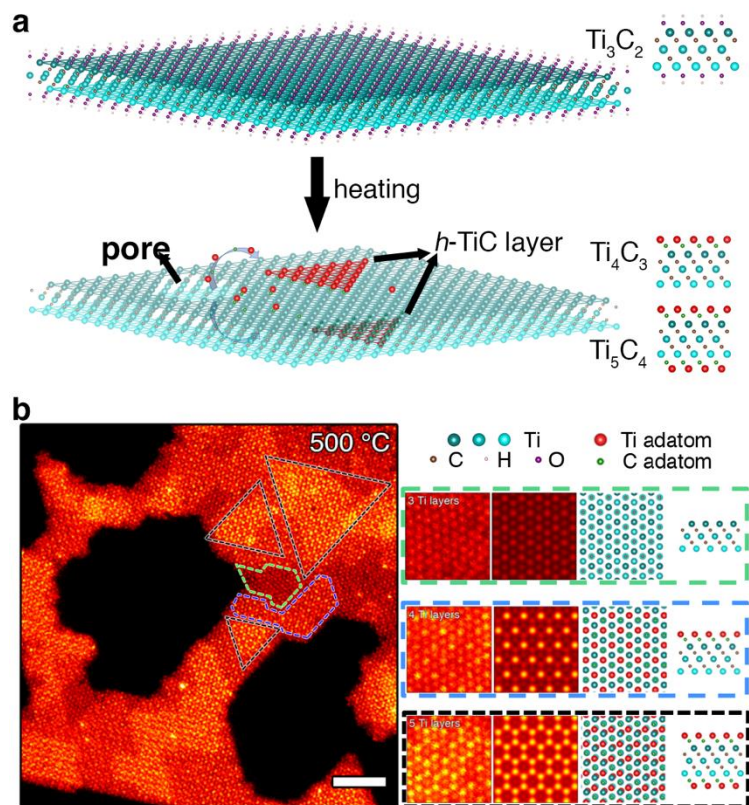 a
Ti₃C₂
heating
pore
h-TiC layer
Ti₄C₃
Ti₅C₄
b
500 °C
Ti
Ti adatom
C
H
O
C adatom
3 Ti layers
4 Ti layers
5 Ti layers